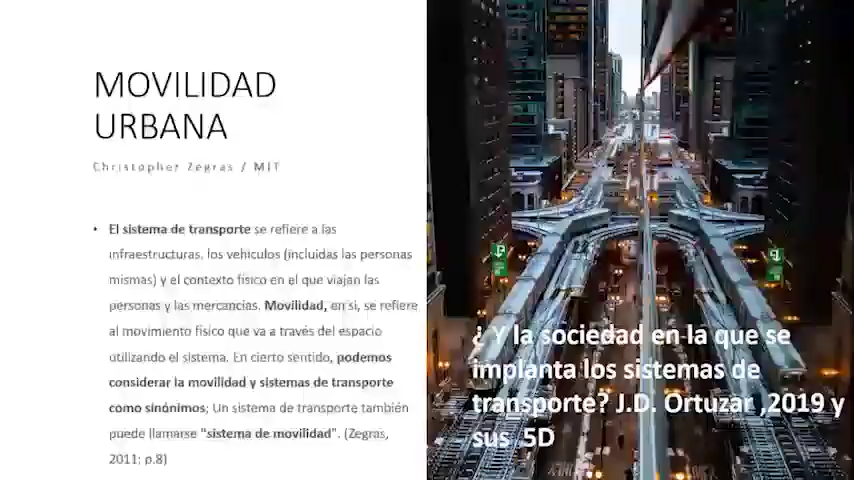 MOVILIDAD
URBANA
Christopher Zegras / MIT
• El sistema de transporte se refiere a las
infraestructuras, los vehículos (incluidas las personas
mismas) y el contexto físico en el que viajan las
personas y las mercancías. Movilidad, en sí, se refiere
al movimiento físico que va a través del espacio
utilizando el sistema. En cierto sentido, podemos
considerar la movilidad y sistemas de transporte
como sinónimos; Un sistema de transporte también
puede llamarse "sistema de movilidad". (Zegras,
2011; p.8)
¿ Y la sociedad en la que se
implanta los sistemas de
transporte? J.D. Ortuzar ,2019 y
sus 5D